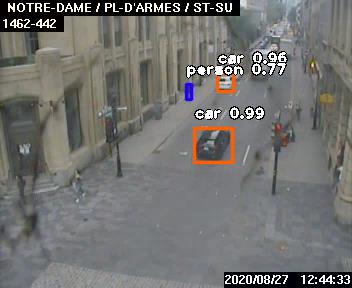 NOTRE-DAME / PL-D'ARMES / ST-SU
1462-442
car 0.96
person 0.77
car 0.99
2020/08/27 12:44:33